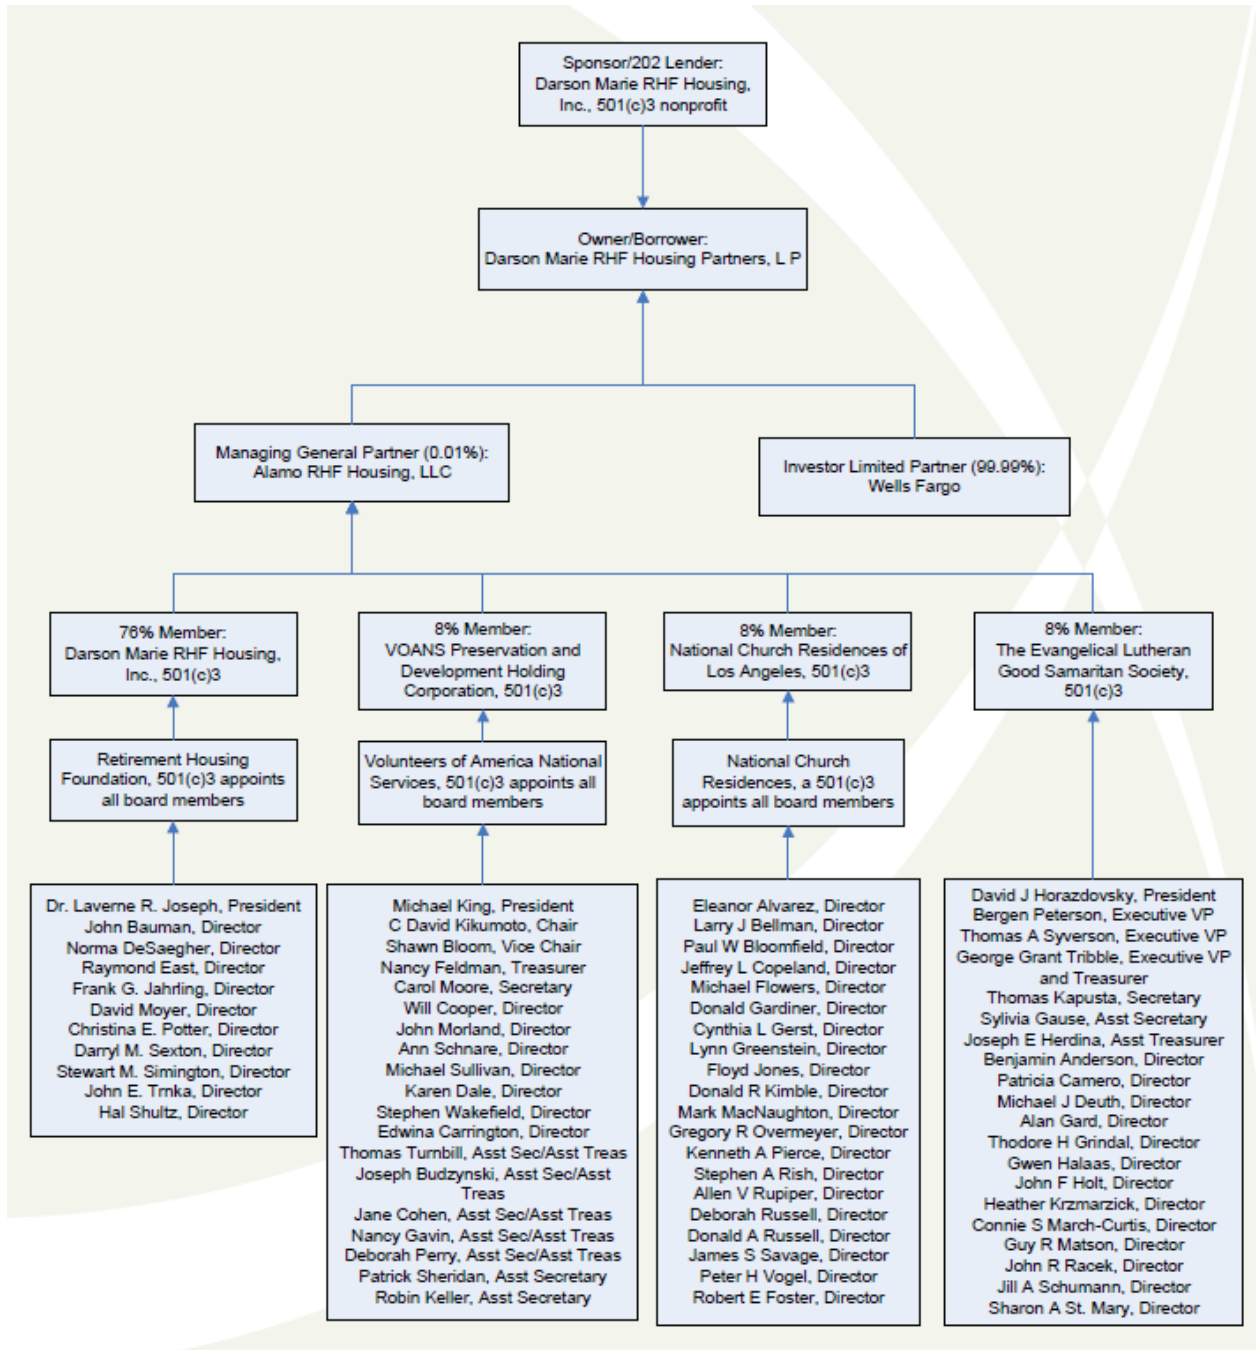 Sponsor/202 Lender:
Darson Marie RHF Housing,
Inc., 501(c)3 nonprofit
Owner/Borrower:
Darson Marie RHF Housing Partners, L P
Managing General Partner (0.01%):
Alamo RHF Housing, LLC
Investor Limited Partner (99.99%):
Wells Fargo
76% Member:
Darson Marie RHF Housing,
Inc., 501(c)3
8% Member:
VOANS Preservation and
Development Holding
Corporation, 501(c)3
8% Member:
National Church Residences of
Los Angeles, 501(c)3
8% Member:
The Evangelical Lutheran
Good Samaritan Society,
501(c)3
Retirement Housing
Foundation, 501(c)3 appoints
all board members
Volunteers of America National
Services, 501(c)3 appoints all
board members
National Church
Residences, a 501(c)3
appoints all board members
Dr. Laverne R. Joseph, President
John Bauman, Director
Norma DeSaegher, Director
Raymond East, Director
Frank G. Jahrling, Director
David Moyer, Director
Christina E. Potter, Director
Darryl M. Sexton, Director
Stewart M. Simington, Director
John E. Trnka, Director
Hal Shultz, Director
Michael King, President
C David Kikumoto, Chair
Shawn Bloom, Vice Chair
Nancy Feldman, Treasurer
Carol Moore, Secretary
Will Cooper, Director
John Morland, Director
Ann Schnare, Director
Michael Sullivan, Director
Karen Dale, Director
Stephen Wakefield, Director
Edwina Carrington, Director
Thomas Turnbill, Asst Sec/Asst Treas
Joseph Budzynski, Asst Sec/Asst
Treas
Jane Cohen, Asst Sec/Asst Treas
Nancy Gavin, Asst Sec/Asst Treas
Deborah Perry, Asst Sec/Asst Treas
Patrick Sheridan, Asst Secretary
Robin Keller, Asst Secretary
Eleanor Alvarez, Director
Larry J Bellman, Director
Paul W Bloomfield, Director
Jeffrey L Copeland, Director
Michael Flowers, Director
Donald Gardiner, Director
Cynthia L Gerst, Director
Lynn Greenstein, Director
Floyd Jones, Director
Donald R Kimble, Director
Mark MacNaughton, Director
Gregory R Overmeyer, Director
Kenneth A Pierce, Director
Stephen A Rish, Director
Allen V Rupiper, Director
Deborah Russell, Director
Donald A Russell, Director
James S Savage, Director
Peter H Vogel, Director
Robert E Foster, Director
David J Horazdovsky, President
Bergen Peterson, Executive VP
Thomas A Syverson, Executive VP
George Grant Tribble, Executive VP
and Treasurer
Thomas Kapusta, Secretary
Sylivia Gause, Asst Secretary
Joseph E Herdina, Asst Treasurer
Benjamin Anderson, Director
Patricia Camero, Director
Michael J Deuth, Director
Alan Gard, Director
Thodore H Grindal, Director
Gwen Halaas, Director
John F Holt, Director
Heather Krzmarzick, Director
Connie S March-Curtis, Director
Guy R Matson, Director
John R Racek, Director
Jill A Schumann, Director
Sharon A St. Mary, Director